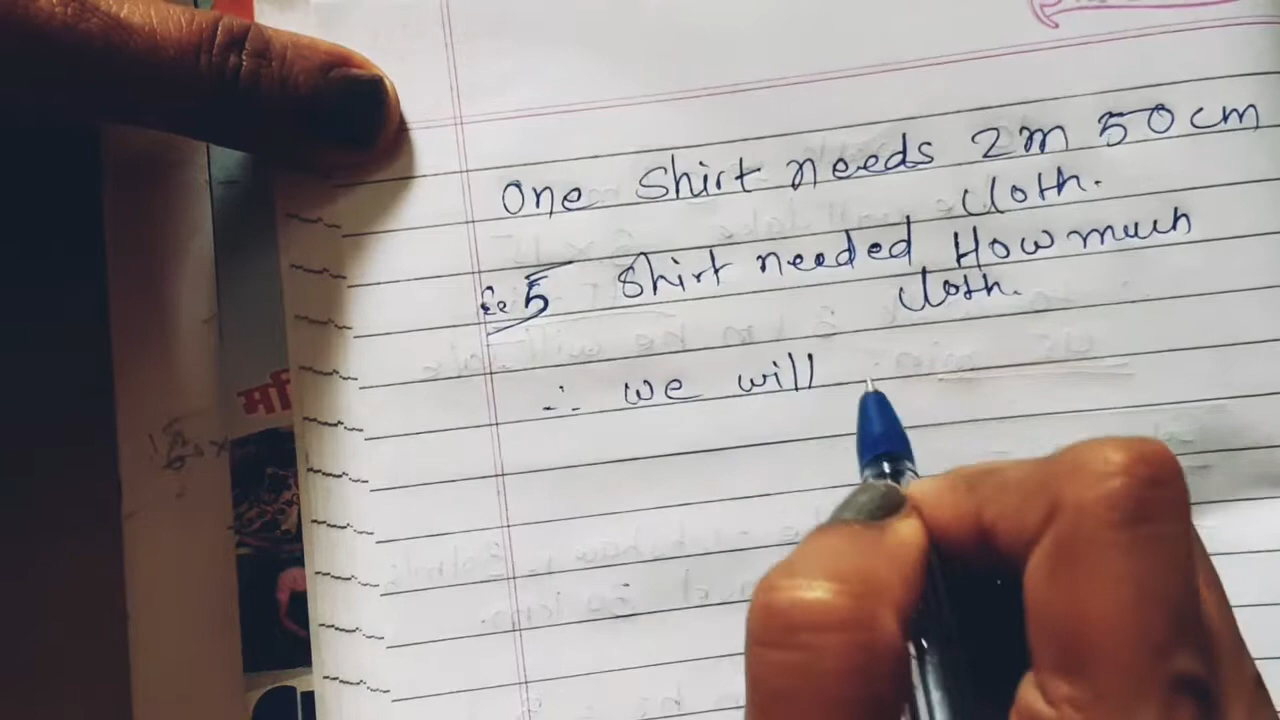 One Shirt needs 2m 50cm
cloth.
5 Shirt needed How much
cloth.
∴ we will